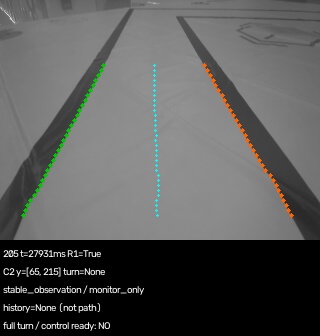 205 t=27931ms R1=True
C2 y=[65, 215] turn=None
stable_observation / monitor_only
history=None (not path)
full turn / control ready: NO